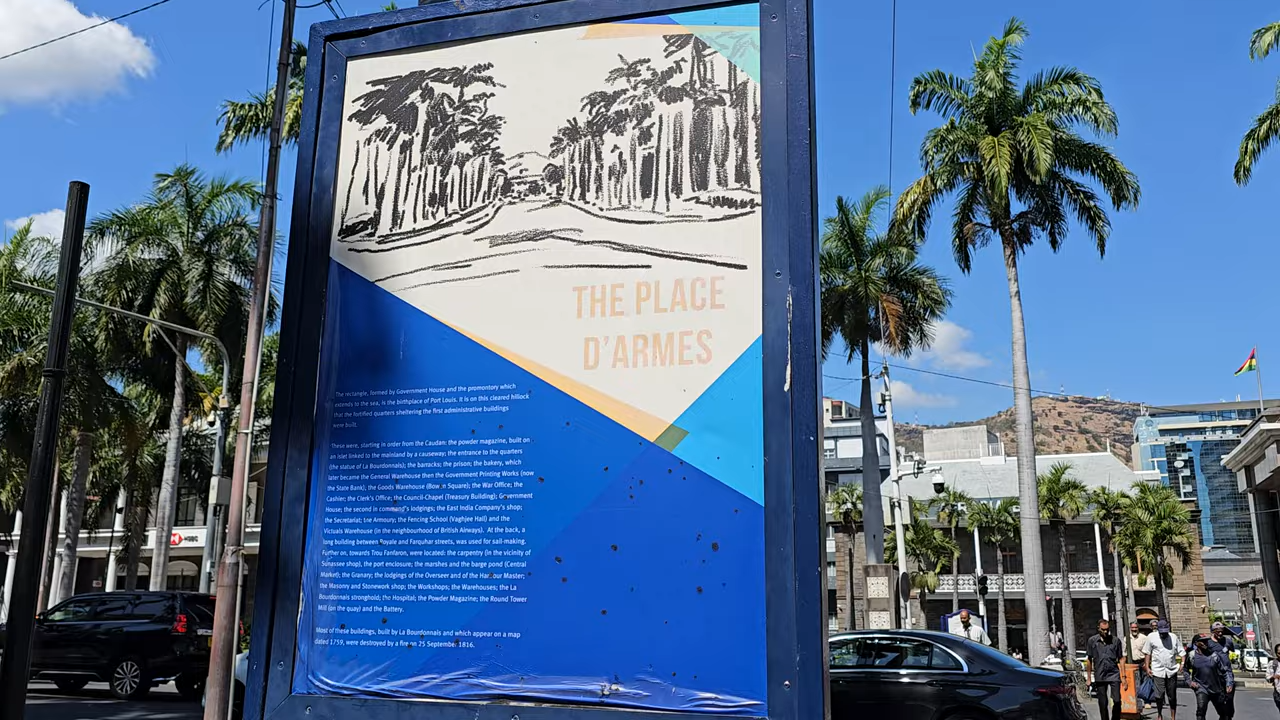 THE PLACE
D'ARMES
The rectangle, formed by Government House and the promontory which
extends to the sea, is the birthplace of Port Louis. It is on this cleared hillock
that the fortified quarters sheltering the first administrative buildings
were built.
These were, starting in order from the Caudan: the powder magazine, built on
an islet linked to the mainland by a causeway; the entrance to the quarters
(the statue of La Bourdonnais); the barracks; the prison; the bakery, which
later became the General Warehouse then the Government Printing Works (now
the State Bank); the Goods Warehouse (Bowen Square); the War Office; the
Cashier; the Clerk's Office; the Council-Chapel (Treasury Building); Government
House; the second in command's lodgings; the East India Company's shop;
the Secretariat; the Armoury; the Fencing School (Vaghjee Hall) and the
Victuals Warehouse (in the neighbourhood of British Airways). At the back, a
long building between Royale and Farquhar streets, was used for sail-making.
Further on, towards Trou Fanfaron, were located: the carpentry (in the vicinity of
Sunassee shop), the port enclosure; the marshes and the barge pond (Central
Market); the Granary; the lodgings of the Overseer and of the Harbour Master;
the Masonry and Stonework shop; the Workshops; the Warehouses; the La
Bourdonnais stronghold; the Hospital; the Powder Magazine; the Round Tower
Mill (on the quay) and the Battery.
Most of these buildings, built by La Bourdonnais and which appear on a map
dated 1759, were destroyed by a fire on 25 September 1816.
HSBC